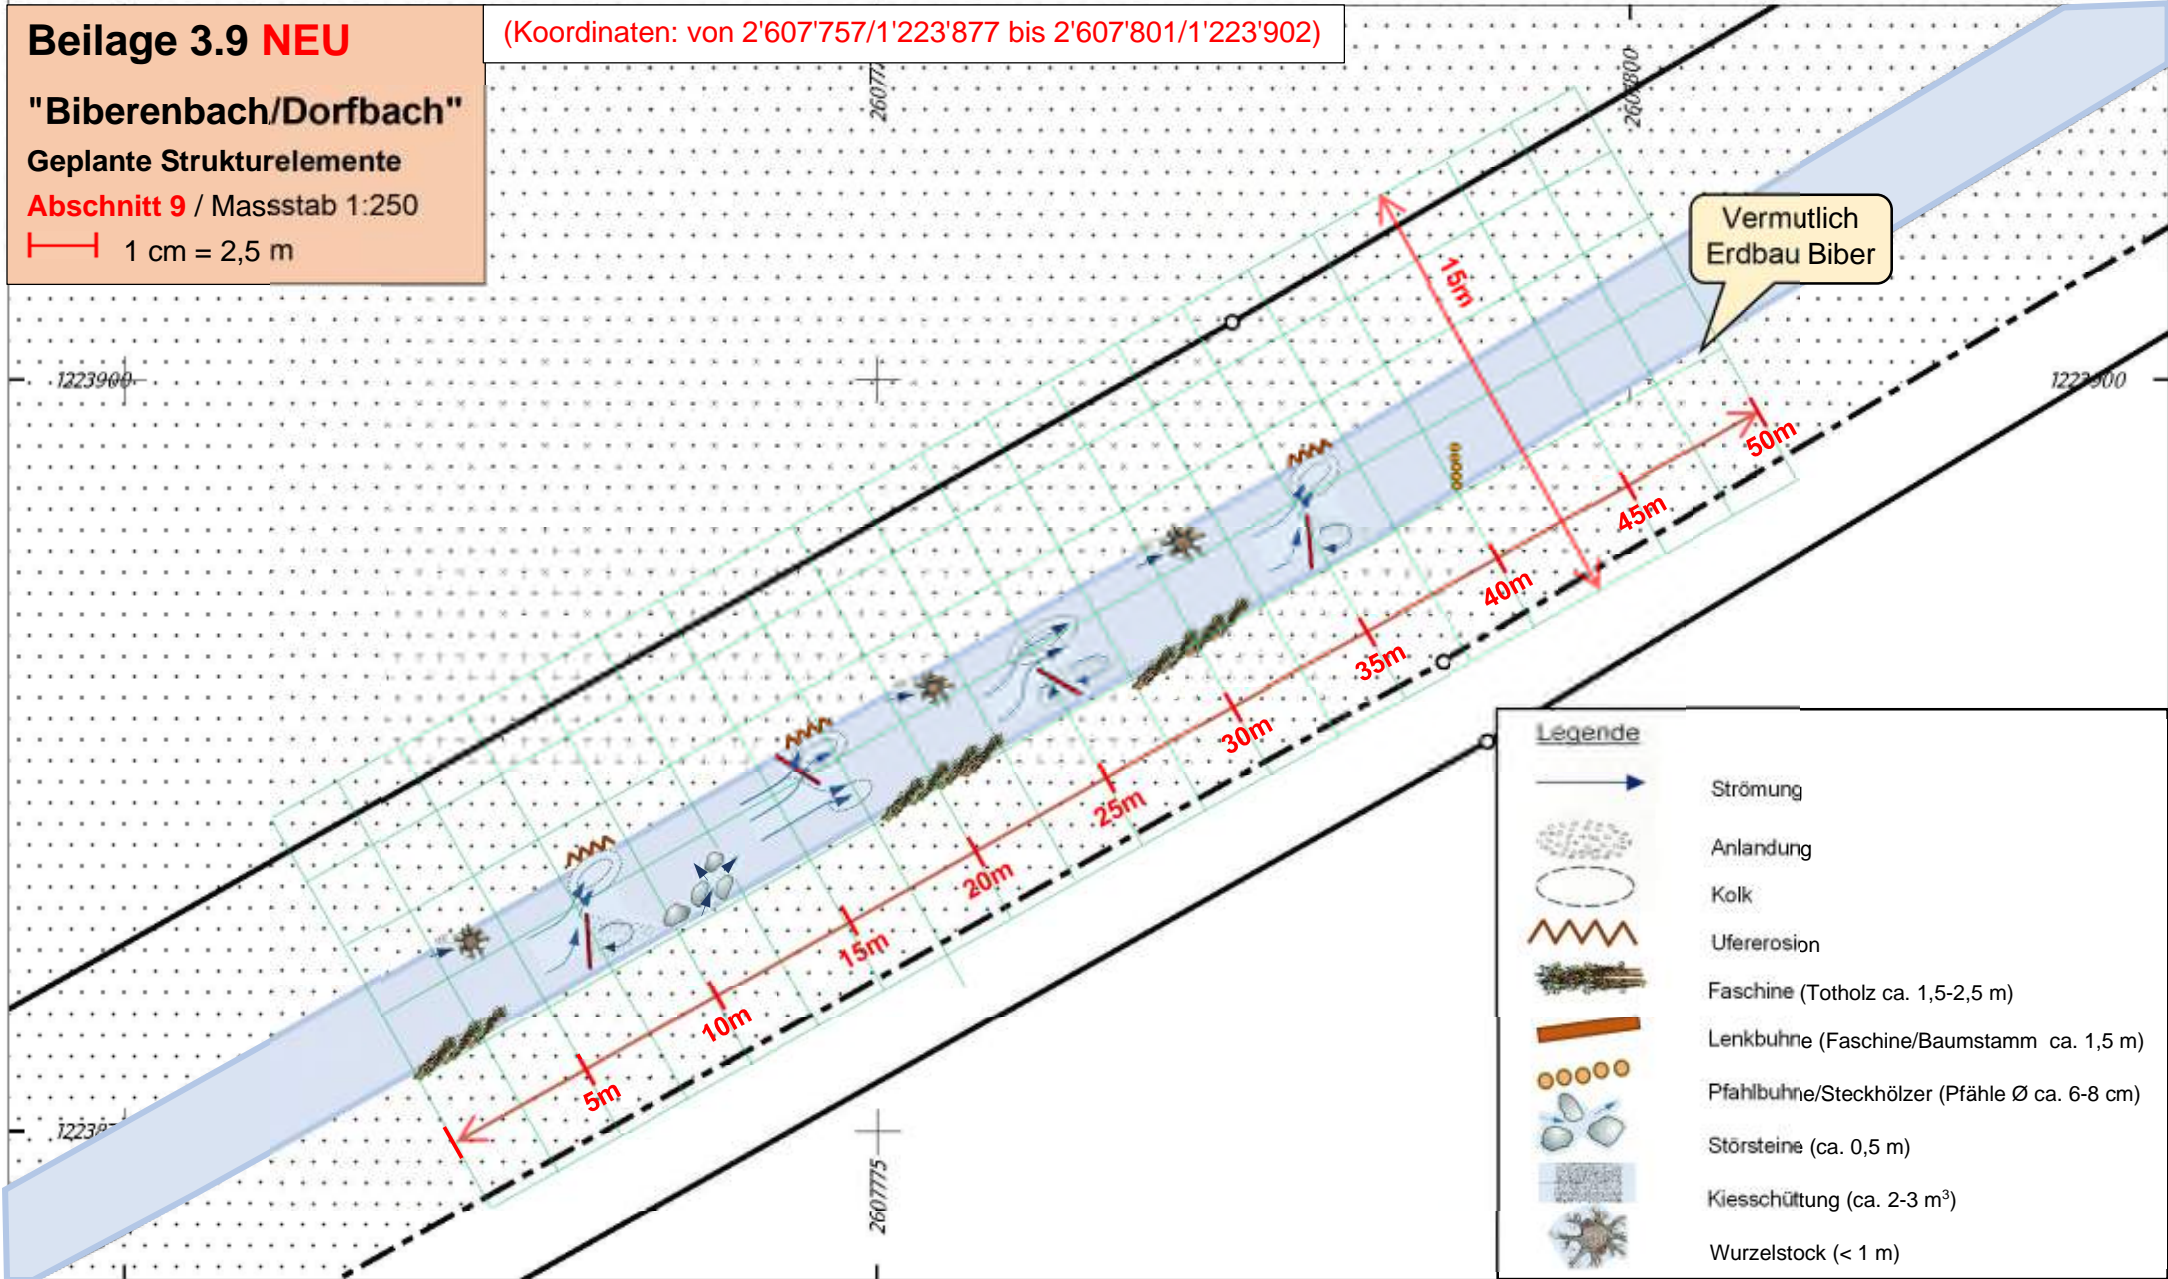 Beilage 3.9 NEU
(Koordinaten: von 2'607'757/1'223'877 bis 2'607'801/1'223'902)
"Biberenbach/Dorfbach"
Geplante Strukturelemente
Abschnitt 9 / Massstab 1:250
1 cm = 2,5 m
2607800
Vermutlich
Erdbau Biber
15m
1223900
1223900
50m
45m
40m
35m
30m
25m
20m
15m
10m
5m
2607775
Legende
Strömung
Anlandung
Kolk
Ufererosion
Faschine (Totholz ca. 1,5-2,5 m)
Lenkbuhne (Faschine/Baumstamm ca. 1,5 m)
Pfahlbuhne/Steckhölzer (Pfähle Ø ca. 6-8 cm)
Störsteine (ca. 0,5 m)
Kiesschüttung (ca. 2-3 m³)
Wurzelstock (< 1 m)